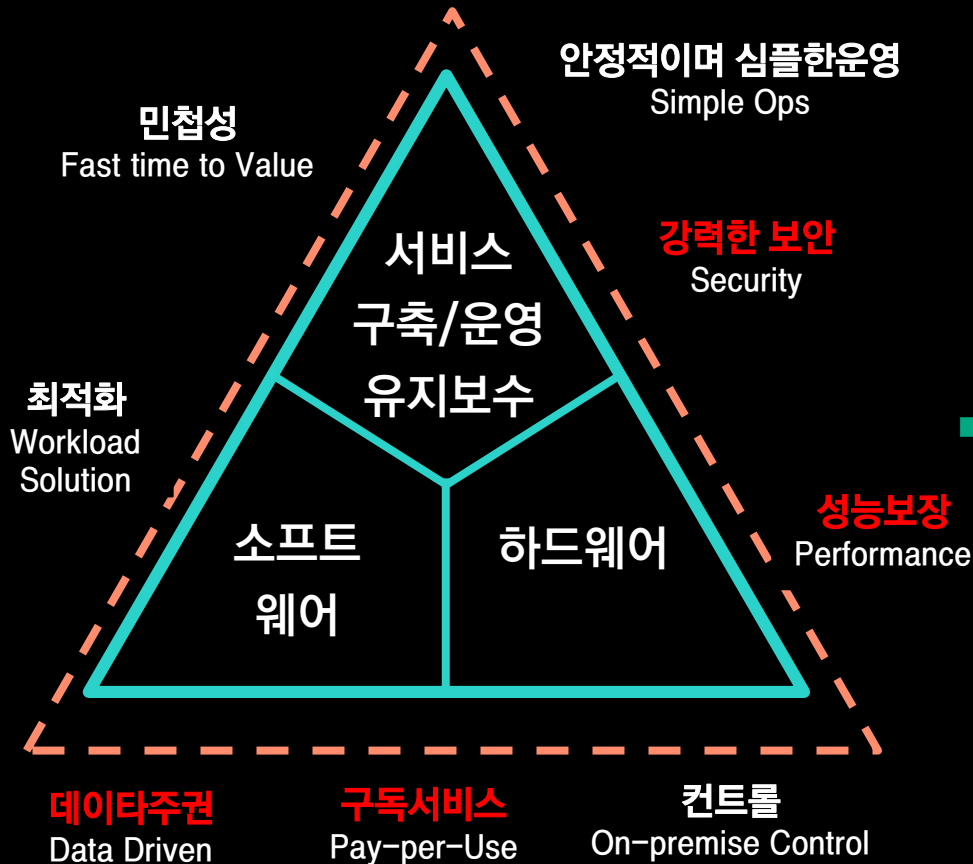 안정적이며 심플한운영
Simple Ops
민첩성
Fast time to Value
강력한 보안
Security
서비스
구축/운영
유지보수
최적화
Workload
Solution
성능보장
Performance
소프트
웨어
하드웨어
데이타주권
Data Driven
구독서비스
Pay-per-Use
컨트롤
On-premise Control